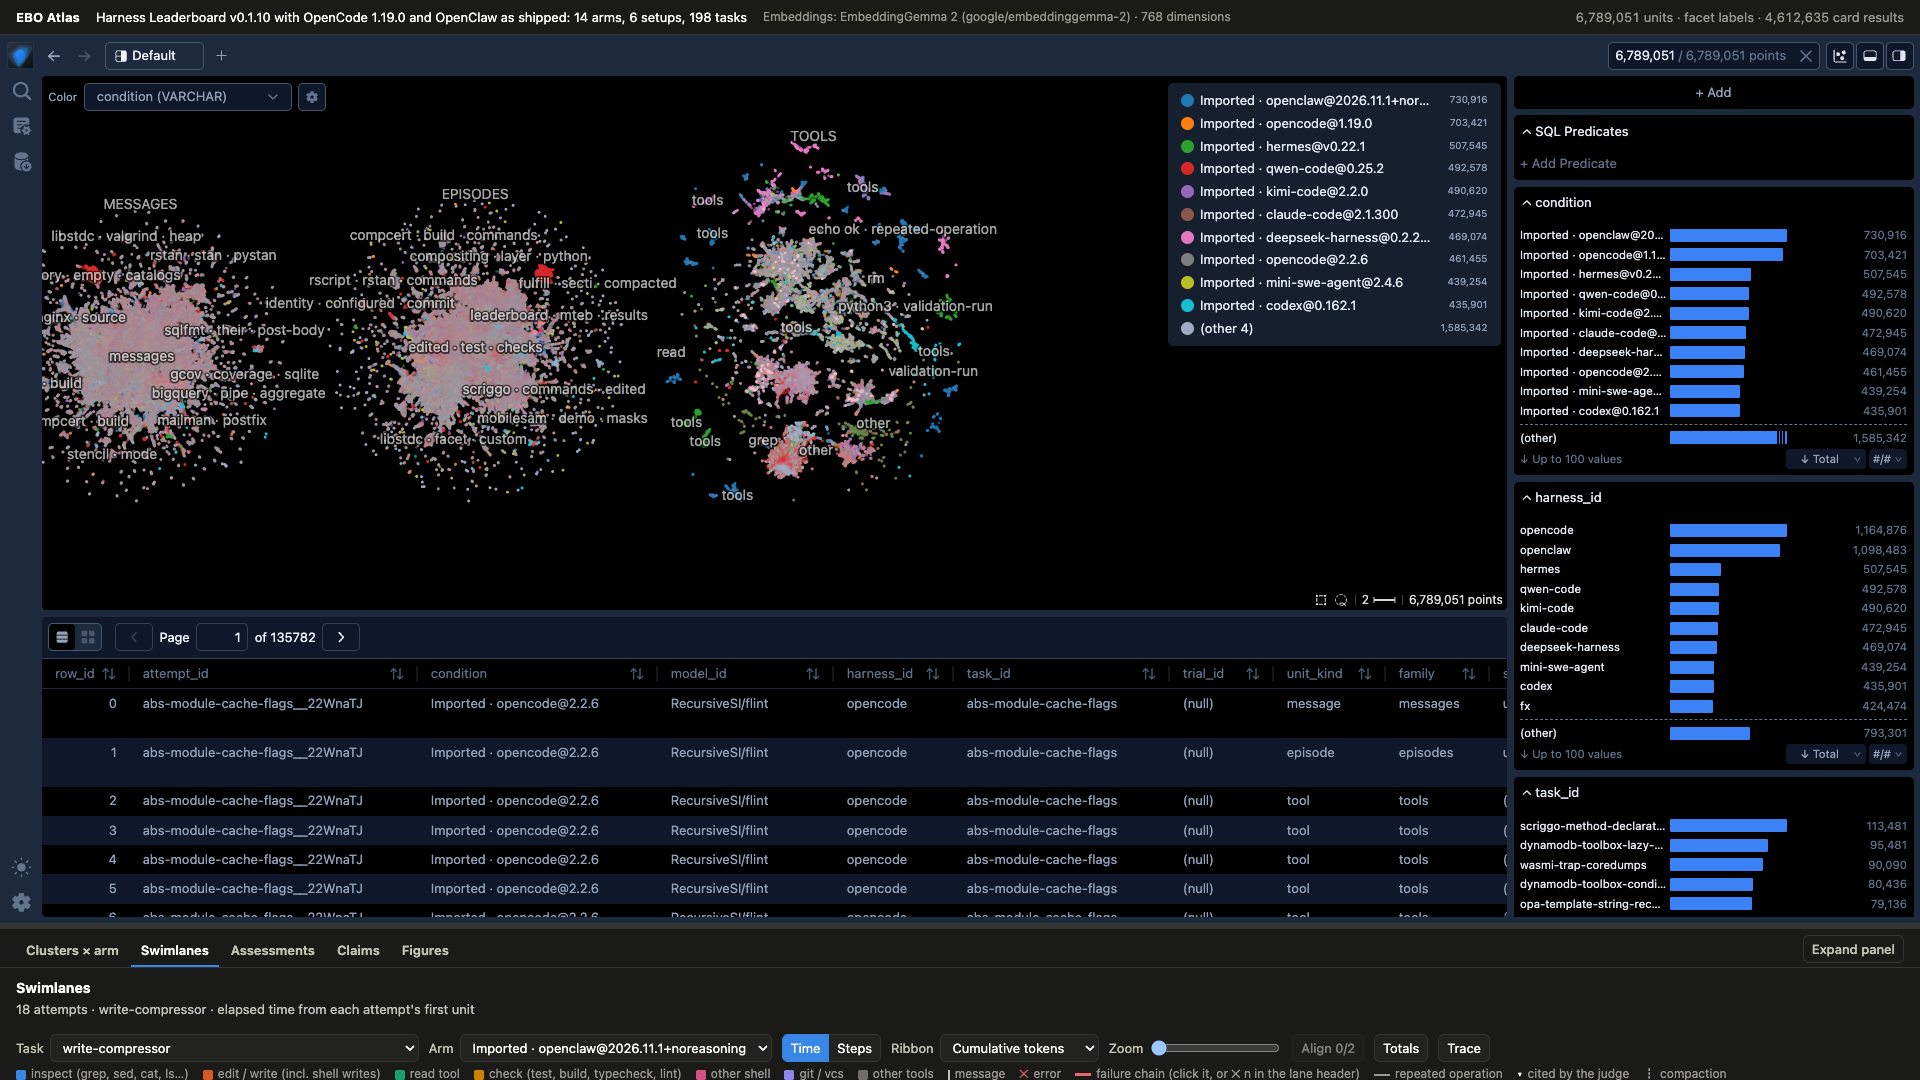 EBO Atlas Harness Leaderboard v0.1.10 with OpenCode 1.19.0 and OpenClaw as shipped: 14 arms, 6 setups, 198 tasks Embeddings: EmbeddingGemma 2 (google/embeddinggemma-2) · 768 dimensions 6,789,051 units · facet labels · 4,612,635 card results
Default
6,789,051 / 6,789,051 points
Color condition (VARCHAR)
TOOLS
MESSAGES
EPISODES
libstdc · valgrind · heap
rstan · stan · pystan
empty · catalogs
source
sqlfmt · their · post-body
messages
gcov · coverage · sqlite
build
bigquery · pipe · aggregate
build
mailman · postfix
stencil · mode
compcert · build · commands
compositing · layer · python
rscript · rstan · commands
fulfill · secti · compacted
identity · configured · commit
leaderboard · mteb · results
edited · test · checks
scriggo · commands · edited
mobilesam · demo · masks
libstdc · facet · custom
tools
tools
tools
echo ok · repeated-operation
rm
python3 · validation-run
tools
read
tools
validation-run
tools
other
tools
grep
other
tools
Imported · openclaw@2026.11.1+nor... 730,916
Imported · opencode@1.19.0 703,421
Imported · hermes@v0.22.1 507,545
Imported · qwen-code@0.25.2 492,578
Imported · kimi-code@2.2.0 490,620
Imported · claude-code@2.1.300 472,945
Imported · deepseek-harness@0.2.2... 469,074
Imported · opencode@2.2.6 461,455
Imported · mini-swe-agent@2.4.6 439,254
Imported · codex@0.162.1 435,901
(other 4) 1,585,342
2 6,789,051 points
+ Add
SQL Predicates
+ Add Predicate
condition
Imported · openclaw@20... 730,916
Imported · opencode@1.1... 703,421
Imported · hermes@v0.2... 507,545
Imported · qwen-code@0... 492,578
Imported · kimi-code@2.... 490,620
Imported · claude-code@... 472,945
Imported · deepseek-har... 469,074
Imported · opencode@2.... 461,455
Imported · mini-swe-age... 439,254
Imported · codex@0.162.1 435,901
(other) 1,585,342
↓ Up to 100 values ↓ Total #/#
harness_id
opencode 1,164,876
openclaw 1,098,483
hermes 507,545
qwen-code 492,578
kimi-code 490,620
claude-code 472,945
deepseek-harness 469,074
mini-swe-agent 439,254
codex 435,901
fx 424,474
(other) 793,301
↓ Up to 100 values ↓ Total #/#
task_id
scriggo-method-declarat... 113,481
dynamodb-toolbox-lazy-... 95,481
wasmi-trap-coredumps 90,090
dynamodb-toolbox-condi... 80,436
opa-template-string-rec... 79,136
Page 1 of 135782
row_id attempt_id condition model_id harness_id task_id trial_id unit_kind family s
0 abs-module-cache-flags__22WnaTJ Imported · opencode@2.2.6 RecursiveSI/flint opencode abs-module-cache-flags (null) message messages
1 abs-module-cache-flags__22WnaTJ Imported · opencode@2.2.6 RecursiveSI/flint opencode abs-module-cache-flags (null) episode episodes
2 abs-module-cache-flags__22WnaTJ Imported · opencode@2.2.6 RecursiveSI/flint opencode abs-module-cache-flags (null) tool tools (
3 abs-module-cache-flags__22WnaTJ Imported · opencode@2.2.6 RecursiveSI/flint opencode abs-module-cache-flags (null) tool tools (
4 abs-module-cache-flags__22WnaTJ Imported · opencode@2.2.6 RecursiveSI/flint opencode abs-module-cache-flags (null) tool tools (
5 abs-module-cache-flags__22WnaTJ Imported · opencode@2.2.6 RecursiveSI/flint opencode abs-module-cache-flags (null) tool tools (
6 abs-module-cache-flags__22WnaTJ Imported · opencode@2.2.6 RecursiveSI/flint opencode abs-module-cache-flags (null) tool tools
Clusters × arm Swimlanes Assessments Claims Figures Expand panel
Swimlanes
18 attempts · write-compressor · elapsed time from each attempt's first unit
Task write-compressor Arm Imported · openclaw@2026.11.1+noreasoning Time Steps Ribbon Cumulative tokens Zoom Align 0/2 Totals Trace
inspect (grep, sed, cat, ls...) edit / write (incl. shell writes) read tool check (test, build, typecheck, lint) other shell git / vcs other tools message × error failure chain (click it, or × n in the lane header) repeated operation cited by the judge compaction